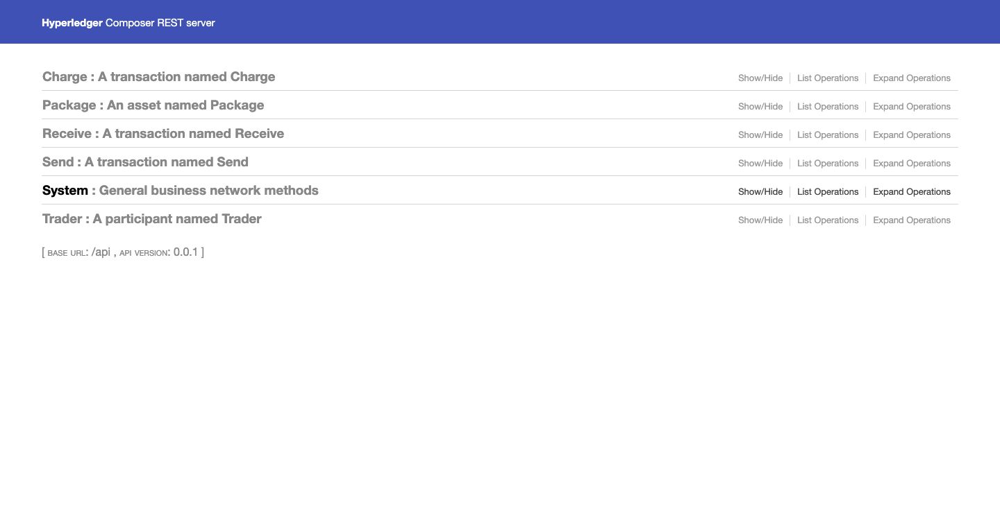 Hyperledger Composer REST server
Charge : A transaction named Charge Show/Hide List Operations Expand Operations
Package : An asset named Package Show/Hide List Operations Expand Operations
Receive : A transaction named Receive Show/Hide List Operations Expand Operations
Send : A transaction named Send Show/Hide List Operations Expand Operations
System : General business network methods Show/Hide List Operations Expand Operations
Trader : A participant named Trader Show/Hide List Operations Expand Operations
[ BASE URL: /api , API VERSION: 0.0.1 ]